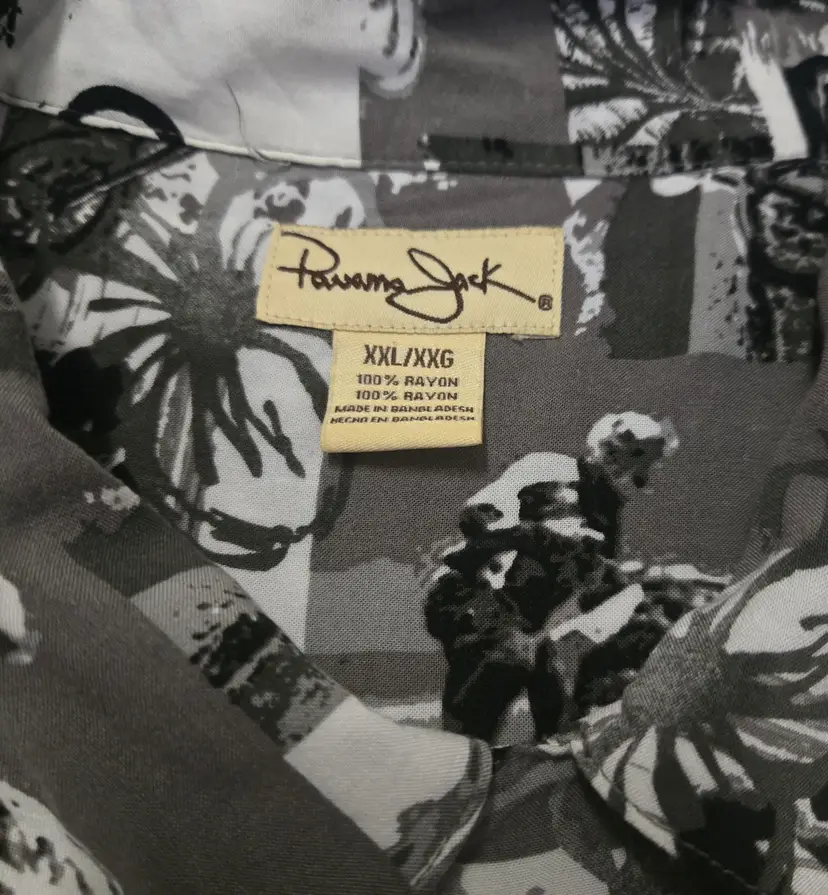 Panama Jack®
XXL/XXG
100% RAYON
100% RAYON
MADE IN BANGLADESH
HECHO EN BANGLADESH